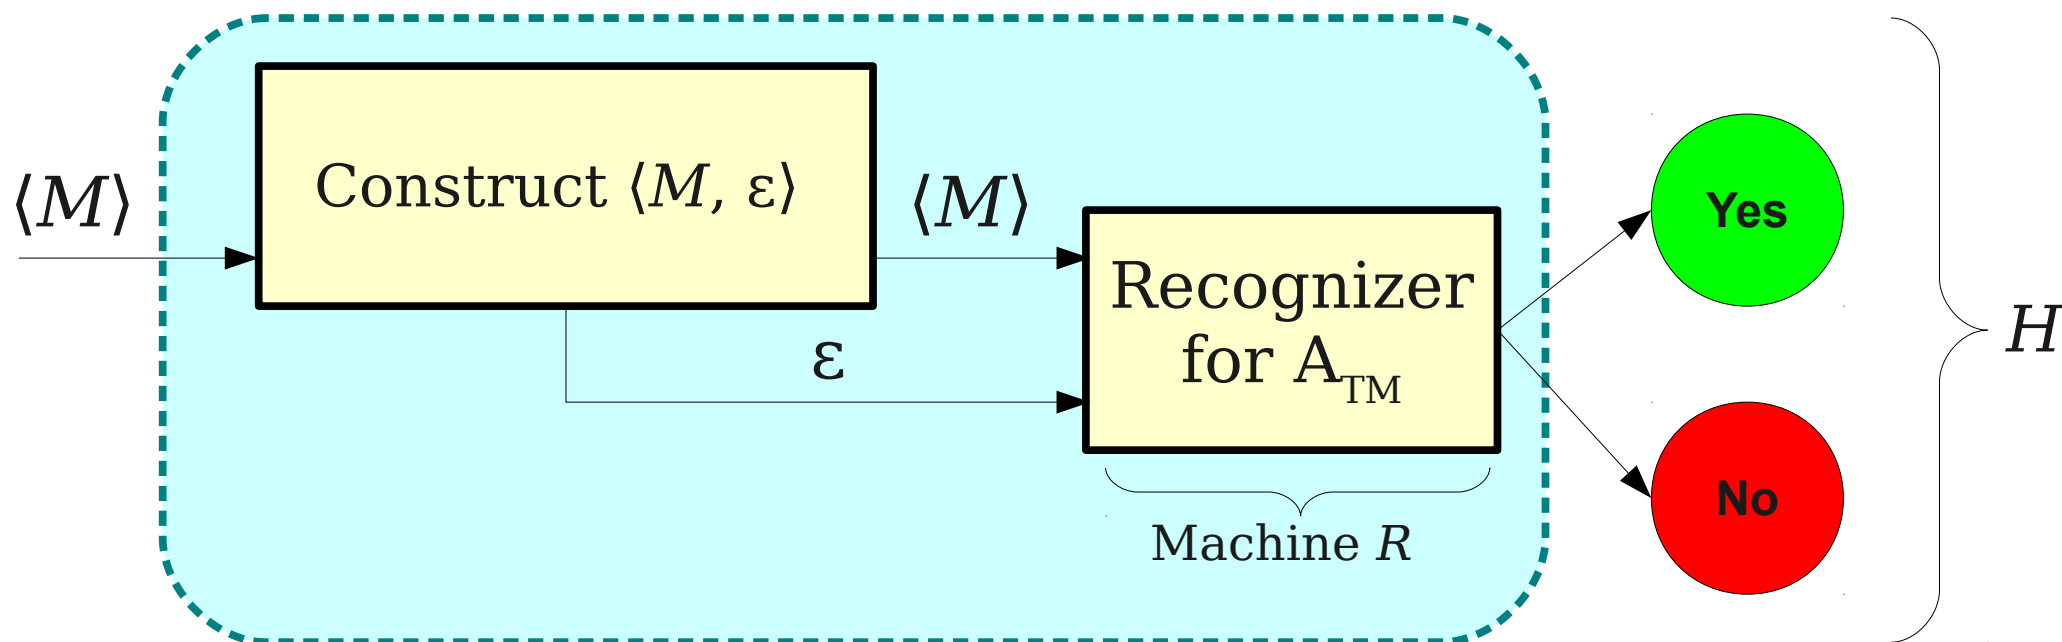 ⟨M⟩
Construct ⟨M, ε⟩
⟨M⟩
ε
Recognizer
for A_TM
Machine R
Yes
No
H